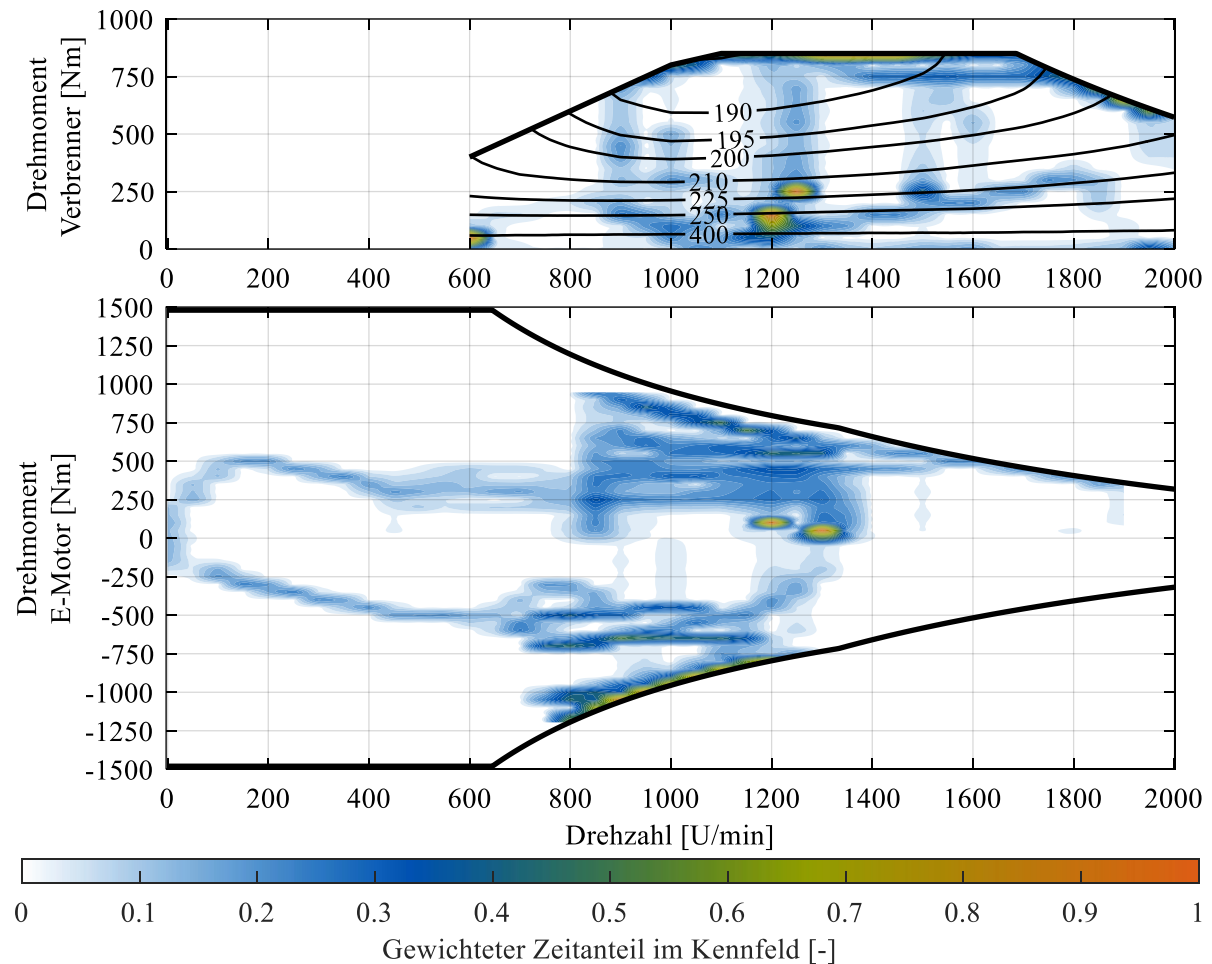 1000
750
500
250
0
Drehmoment
Verbrenner [Nm]
190
195
200
210
225
250
400
0 200 400 600 800 1000 1200 1400 1600 1800 2000
1500
1250
1000
750
500
250
0
-250
-500
-750
-1000
-1250
-1500
Drehmoment
E-Motor [Nm]
0 200 400 600 800 1000 1200 1400 1600 1800 2000
Drehzahl [U/min]
0 0.1 0.2 0.3 0.4 0.5 0.6 0.7 0.8 0.9 1
Gewichteter Zeitanteil im Kennfeld [-]